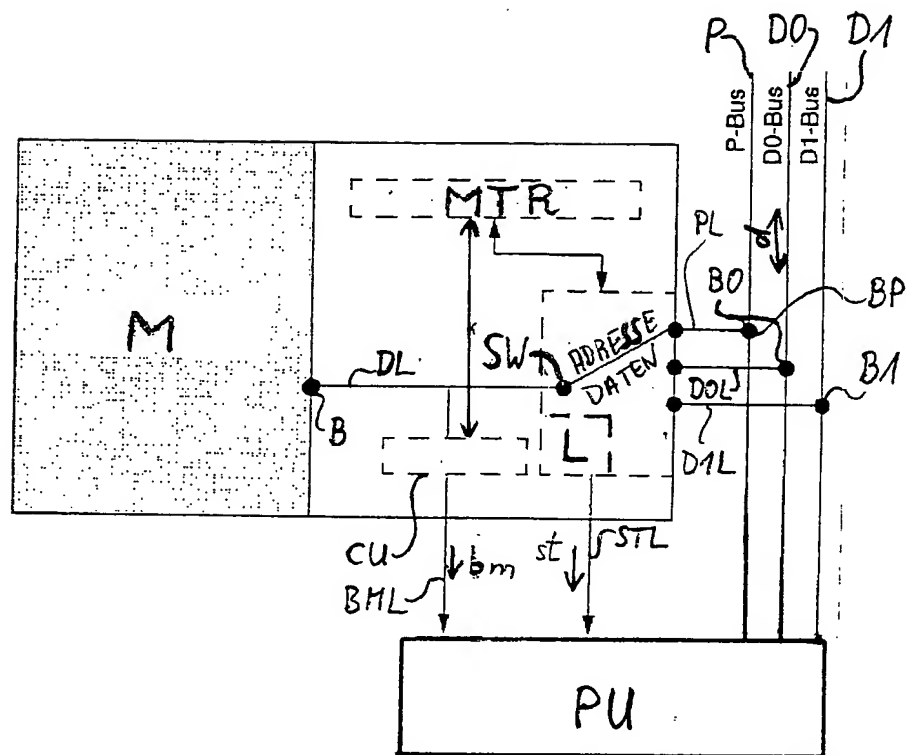 P
D0
D1
P-Bus
D0-Bus
D1-Bus
MTR
PL
d
B0
BP
M
SW
ADRESSE
DATEN
DL
B
D0L
B1
L
D1L
CU
bm
st
STL
BML
PU